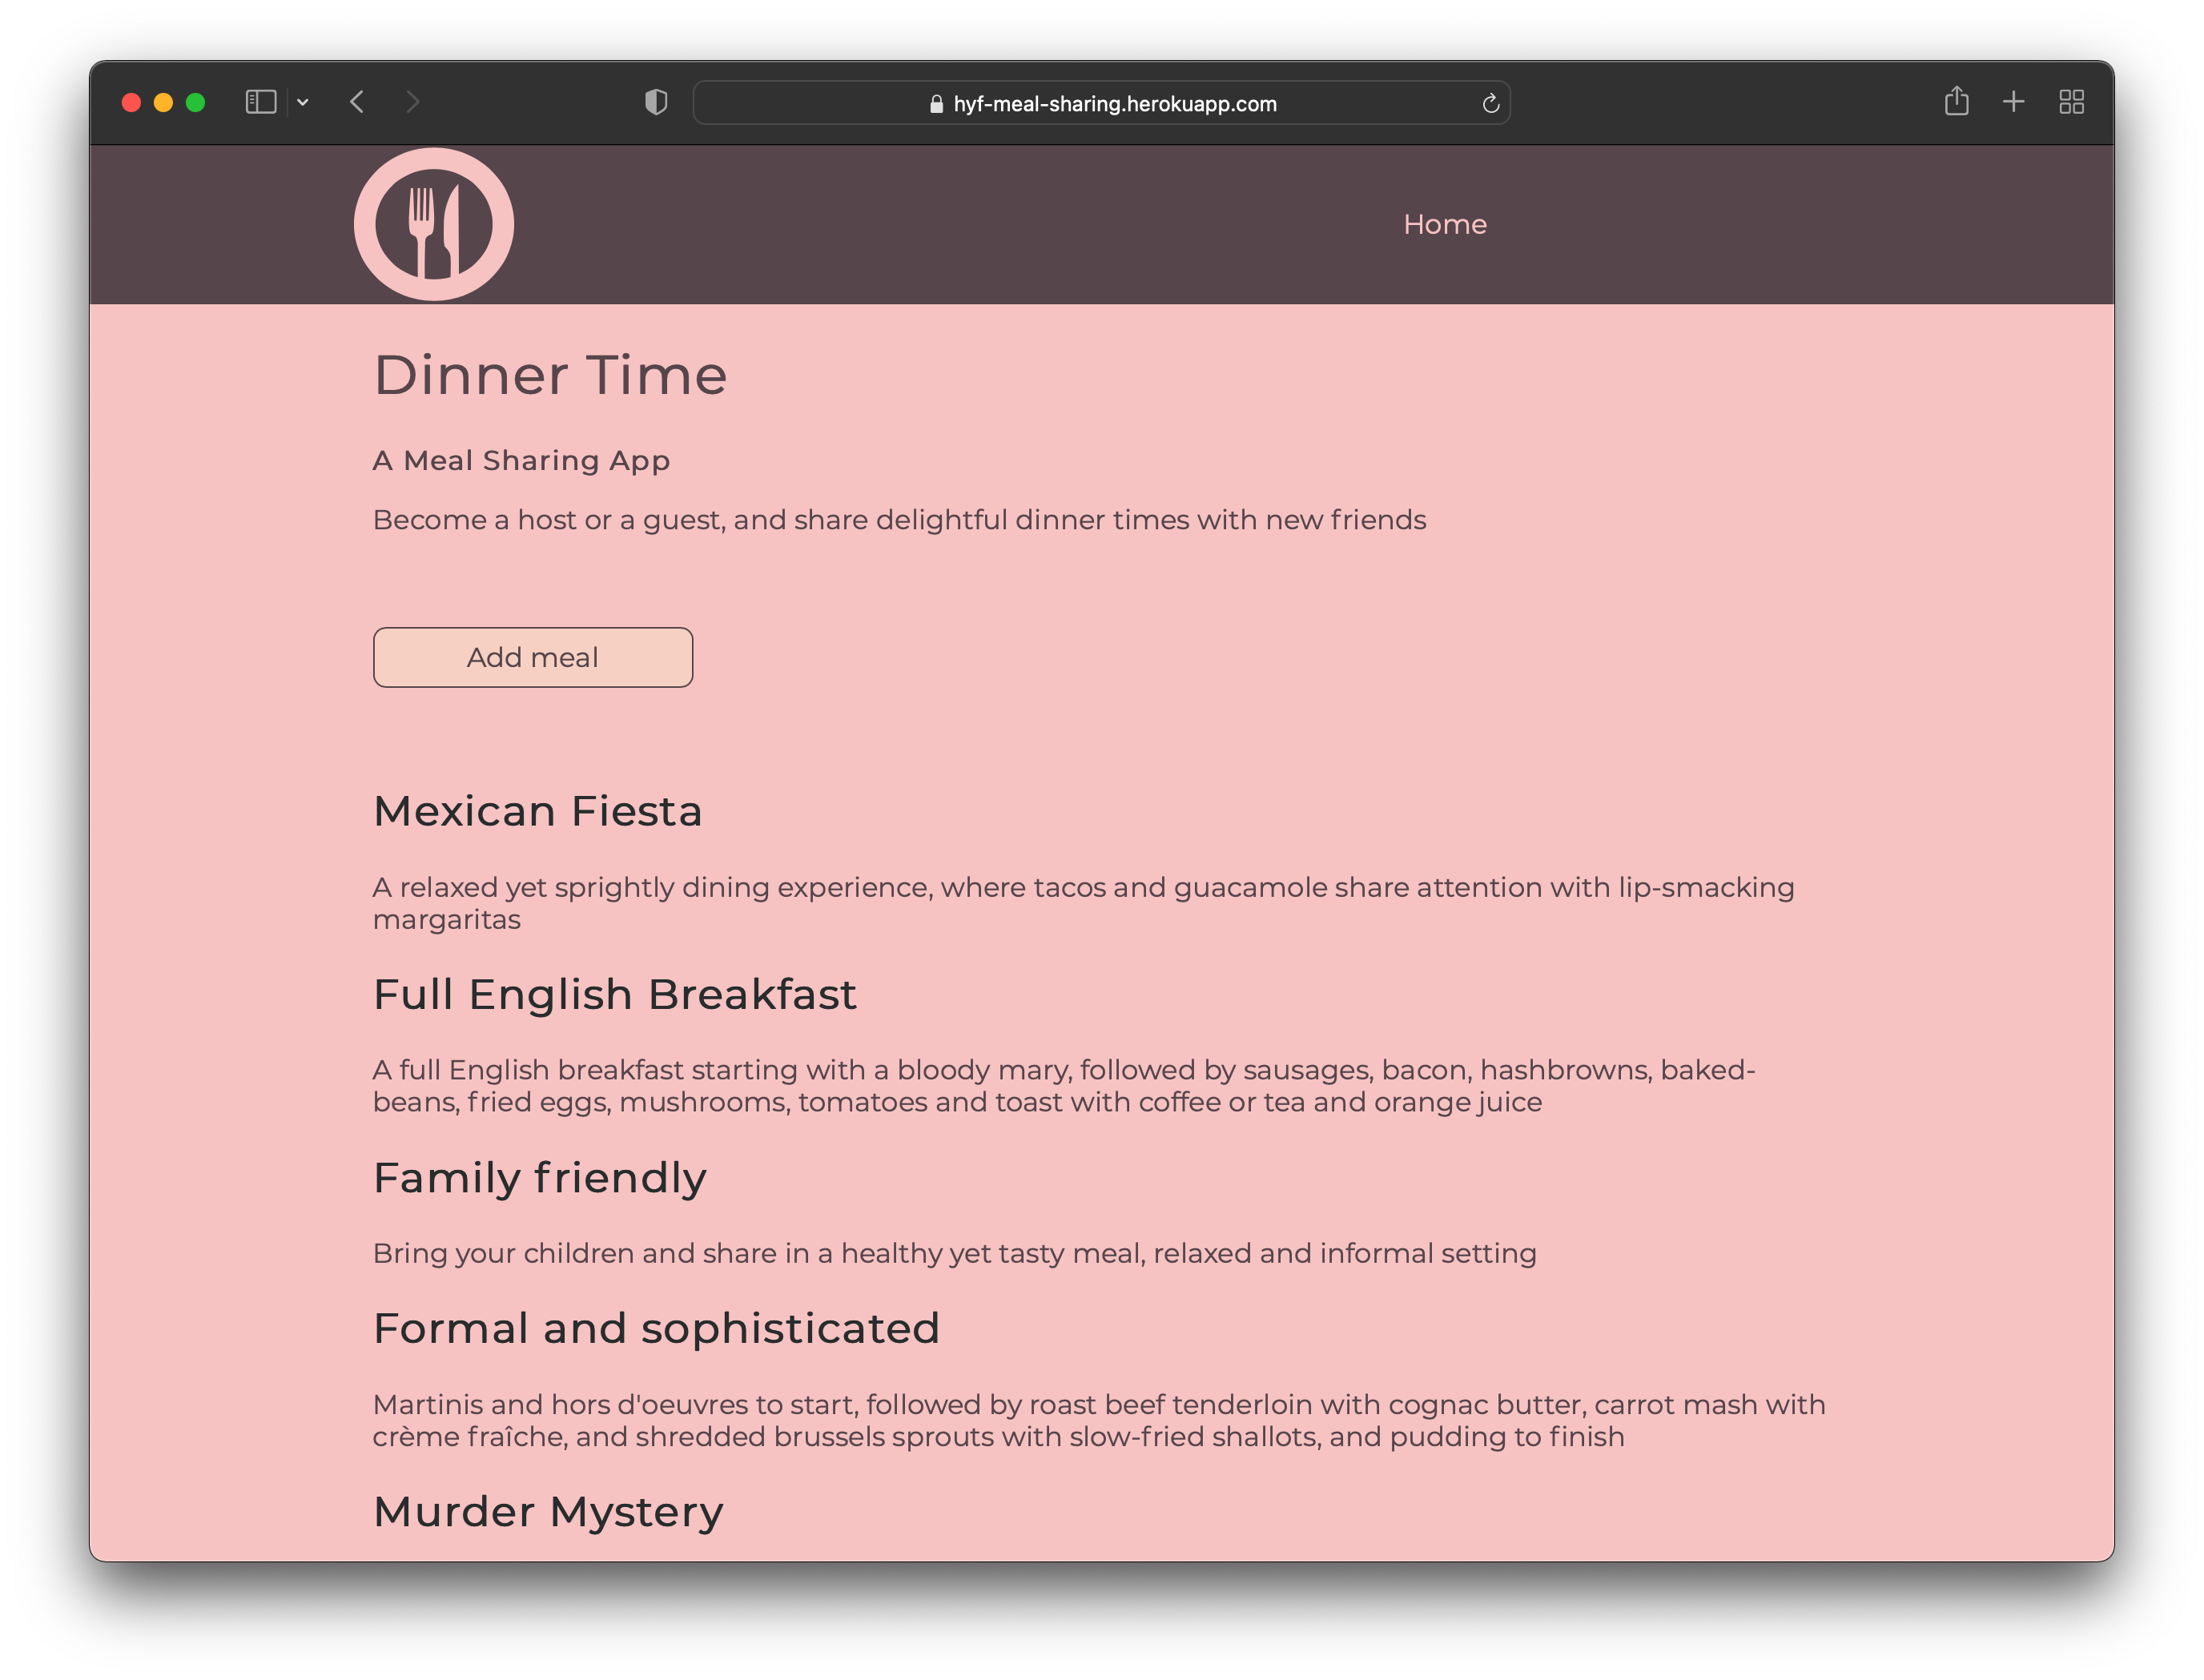 hyf-meal-sharing.herokuapp.com
Home
Dinner Time
A Meal Sharing App
Become a host or a guest, and share delightful dinner times with new friends
Add meal
Mexican Fiesta
A relaxed yet sprightly dining experience, where tacos and guacamole share attention with lip-smacking
margaritas
Full English Breakfast
A full English breakfast starting with a bloody mary, followed by sausages, bacon, hashbrowns, baked-
beans, fried eggs, mushrooms, tomatoes and toast with coffee or tea and orange juice
Family friendly
Bring your children and share in a healthy yet tasty meal, relaxed and informal setting
Formal and sophisticated
Martinis and hors d'oeuvres to start, followed by roast beef tenderloin with cognac butter, carrot mash with
crème fraîche, and shredded brussels sprouts with slow-fried shallots, and pudding to finish
Murder Mystery